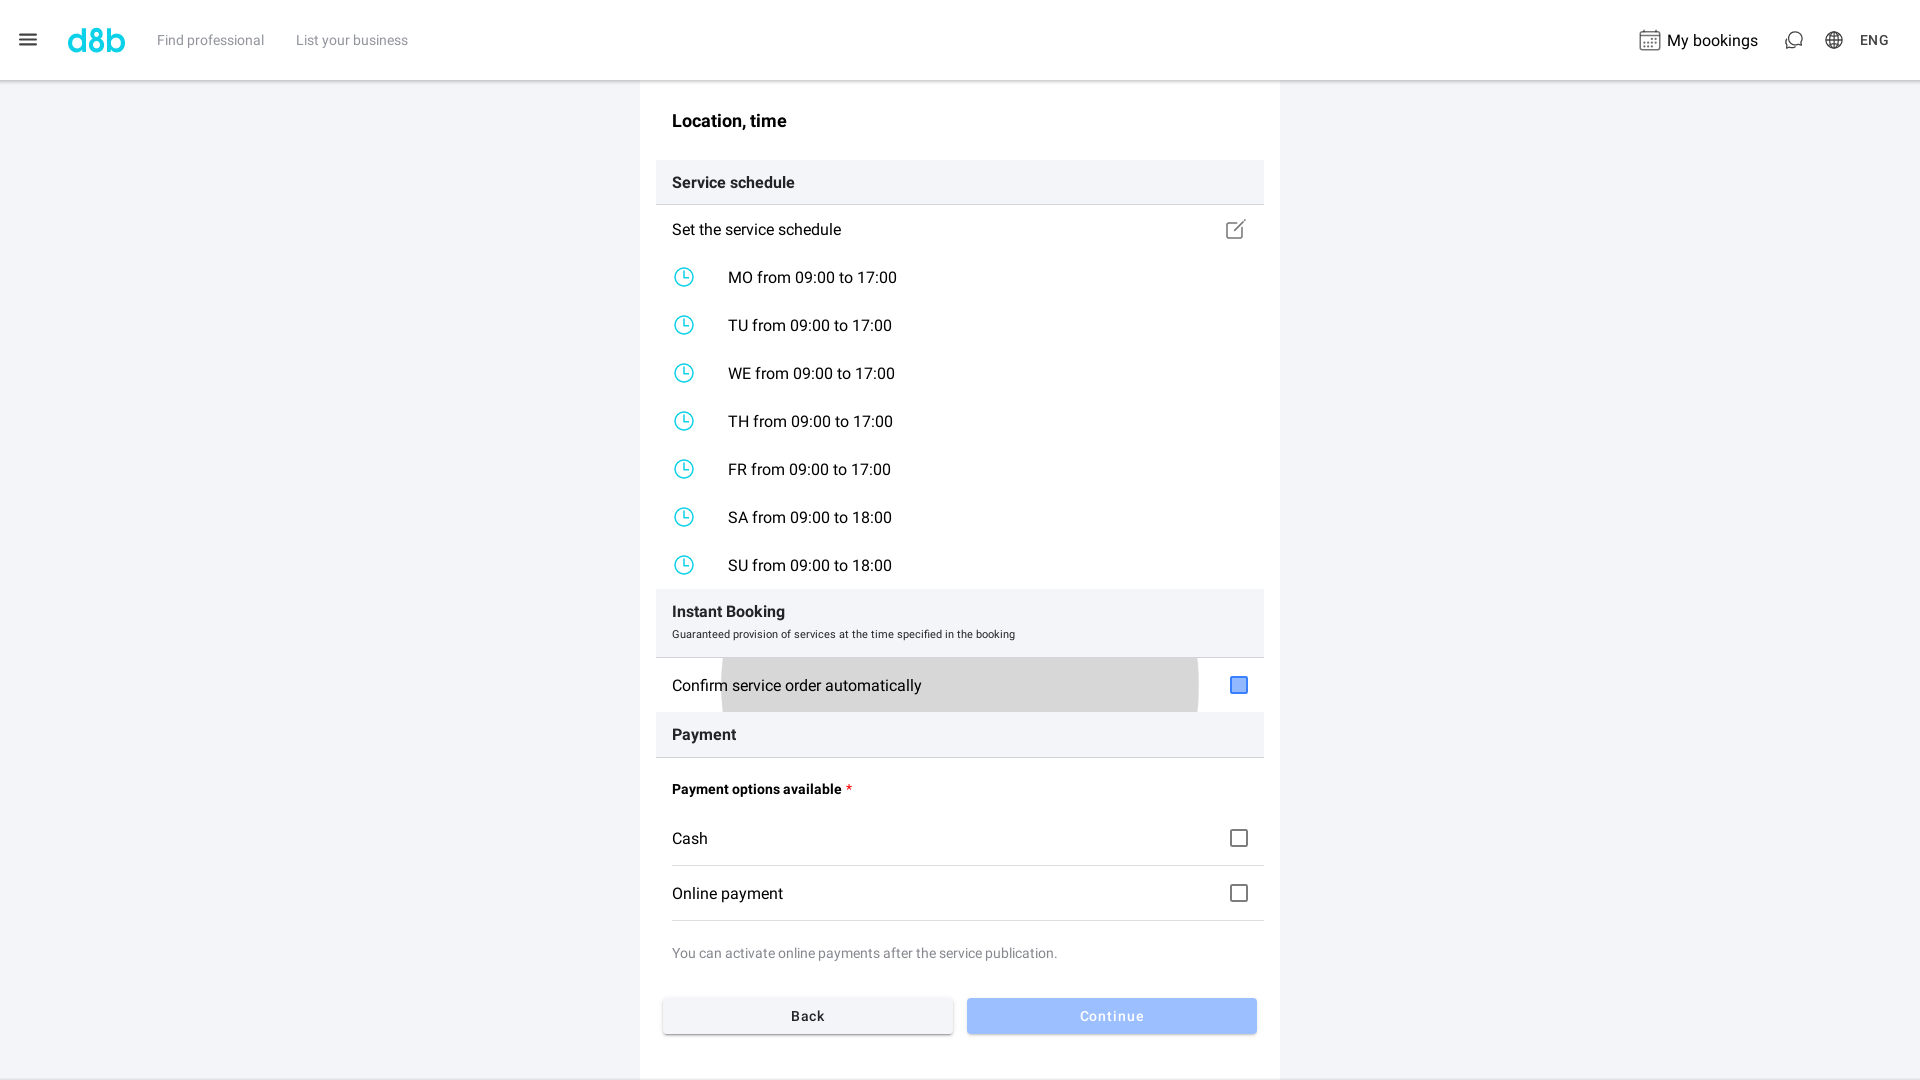 d8b
Find professional
List your business
My bookings
ENG
Location, time
Service schedule
Set the service schedule
MO from 09:00 to 17:00
TU from 09:00 to 17:00
WE from 09:00 to 17:00
TH from 09:00 to 17:00
FR from 09:00 to 17:00
SA from 09:00 to 18:00
SU from 09:00 to 18:00
Instant Booking
Guaranteed provision of services at the time specified in the booking
Confirm service order automatically
Payment
Payment options available *
Cash
Online payment
You can activate online payments after the service publication.
Back
Continue